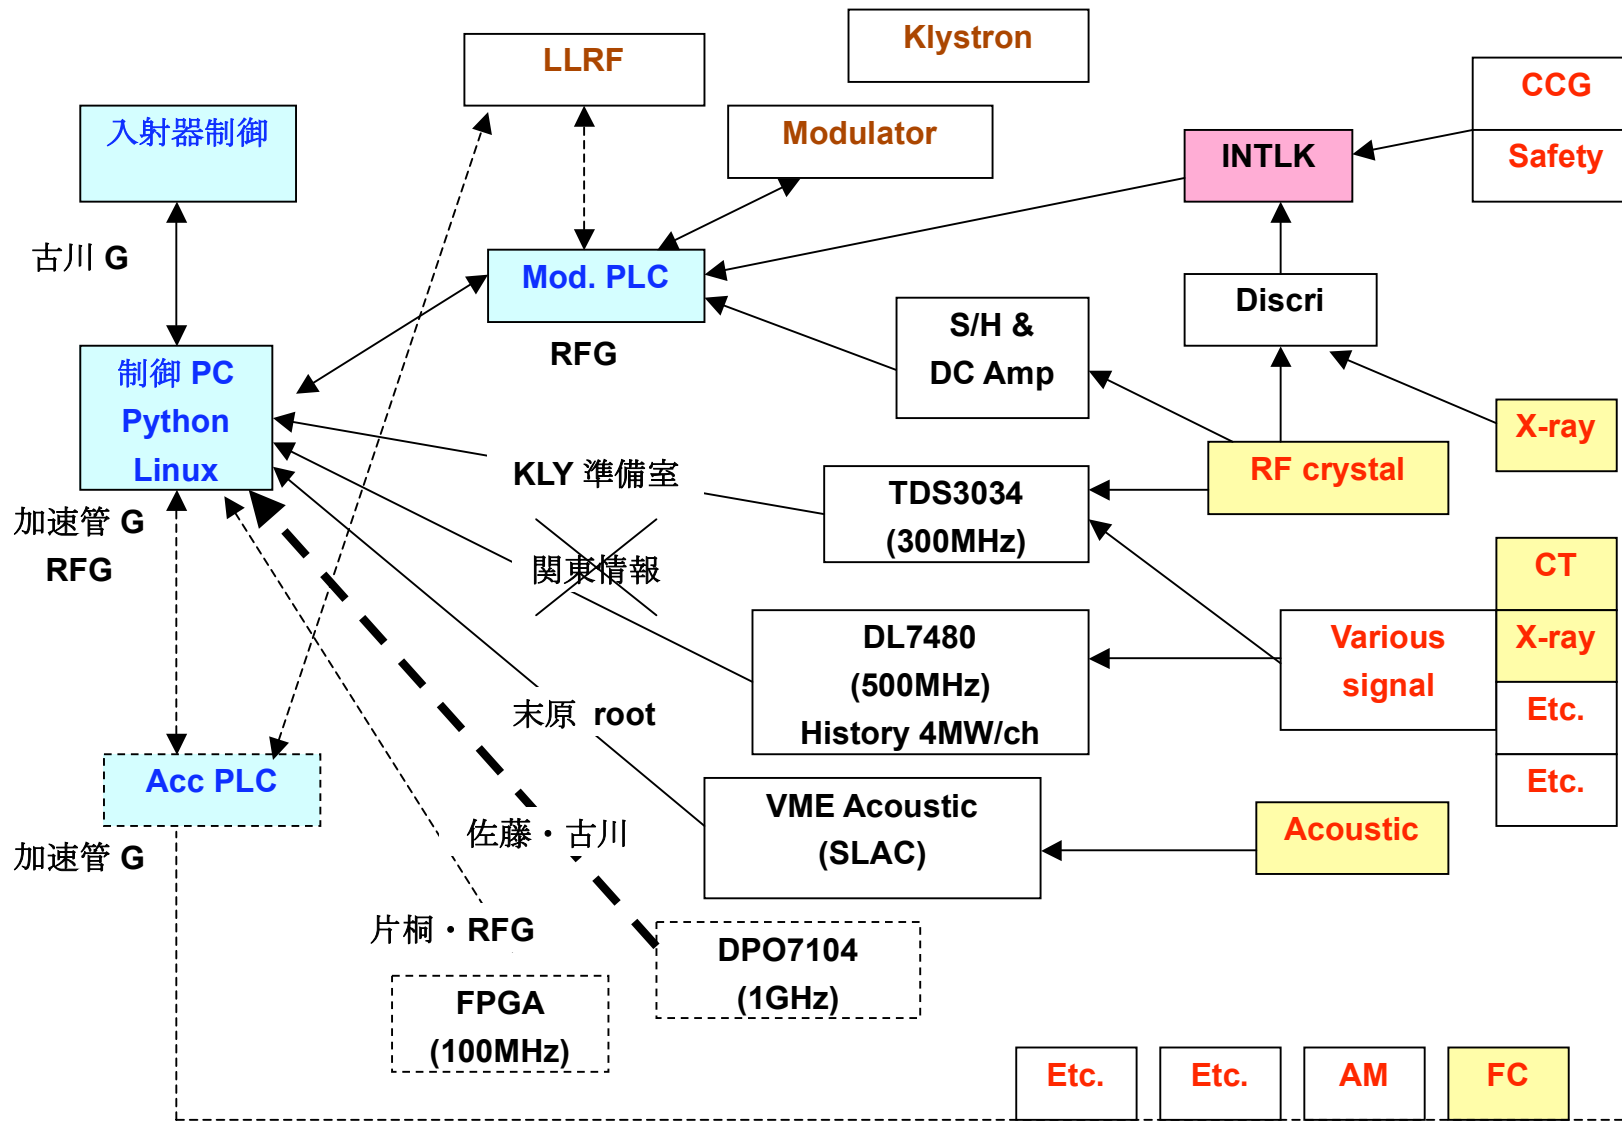 Klystron
LLRF
CCG
入射器制御
Modulator
INTLK
Safety
古川 G
Mod. PLC
Discri
S/H &
DC Amp
RFG
制御 PC
Python
Linux
X-ray
KLY 準備室
RF crystal
TDS3034
(300MHz)
加速管 G
RFG
関東情報
CT
X-ray
Etc.
Etc.
DL7480
(500MHz)
History 4MW/ch
Various
signal
末原 root
Acc PLC
VME Acoustic
(SLAC)
佐藤・古川
Acoustic
加速管 G
片桐・RFG
DPO7104
(1GHz)
FPGA
(100MHz)
Etc.
Etc.
AM
FC